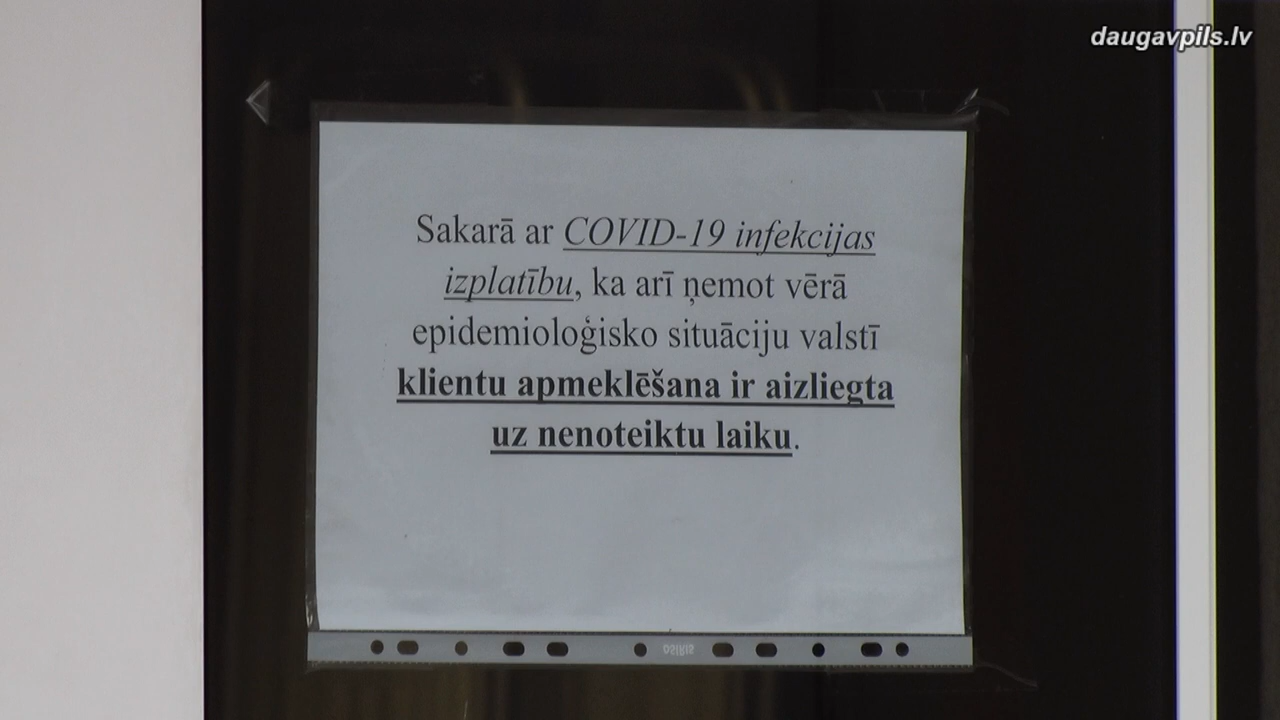 daugavpils.lv
Sakarā ar COVID-19 infekcijas
izplatību, ka arī ņemot vērā
epidemioloģisko situāciju valstī
klientu apmeklēšana ir aizliegta
uz nenoteiktu laiku.
OSIRIS